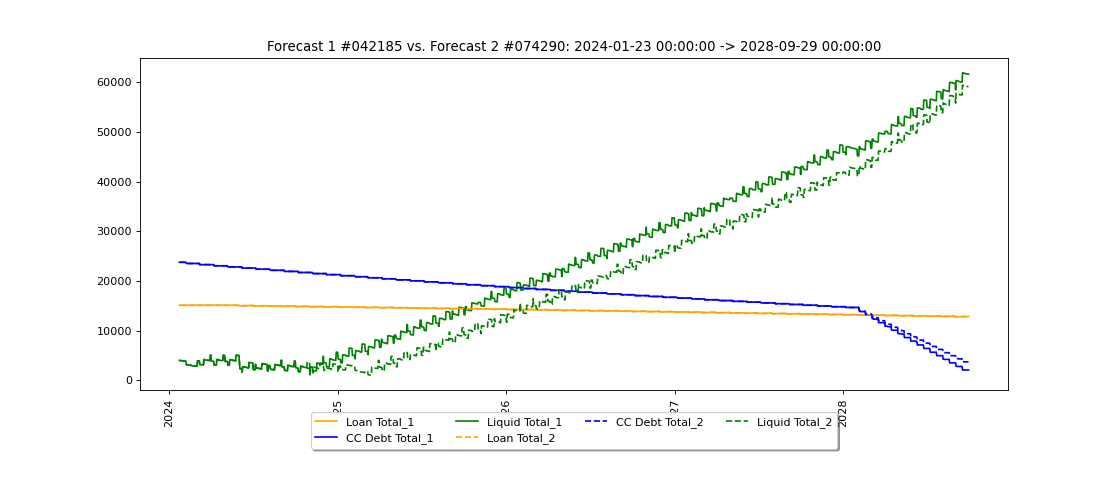 Forecast 1 #042185 vs. Forecast 2 #074290: 2024-01-23 00:00:00 -> 2028-09-29 00:00:00
60000
50000
40000
30000
20000
10000
0
2024
25
26
27
2028
Loan Total_1
CC Debt Total_1
Liquid Total_1
Loan Total_2
CC Debt Total_2
Liquid Total_2